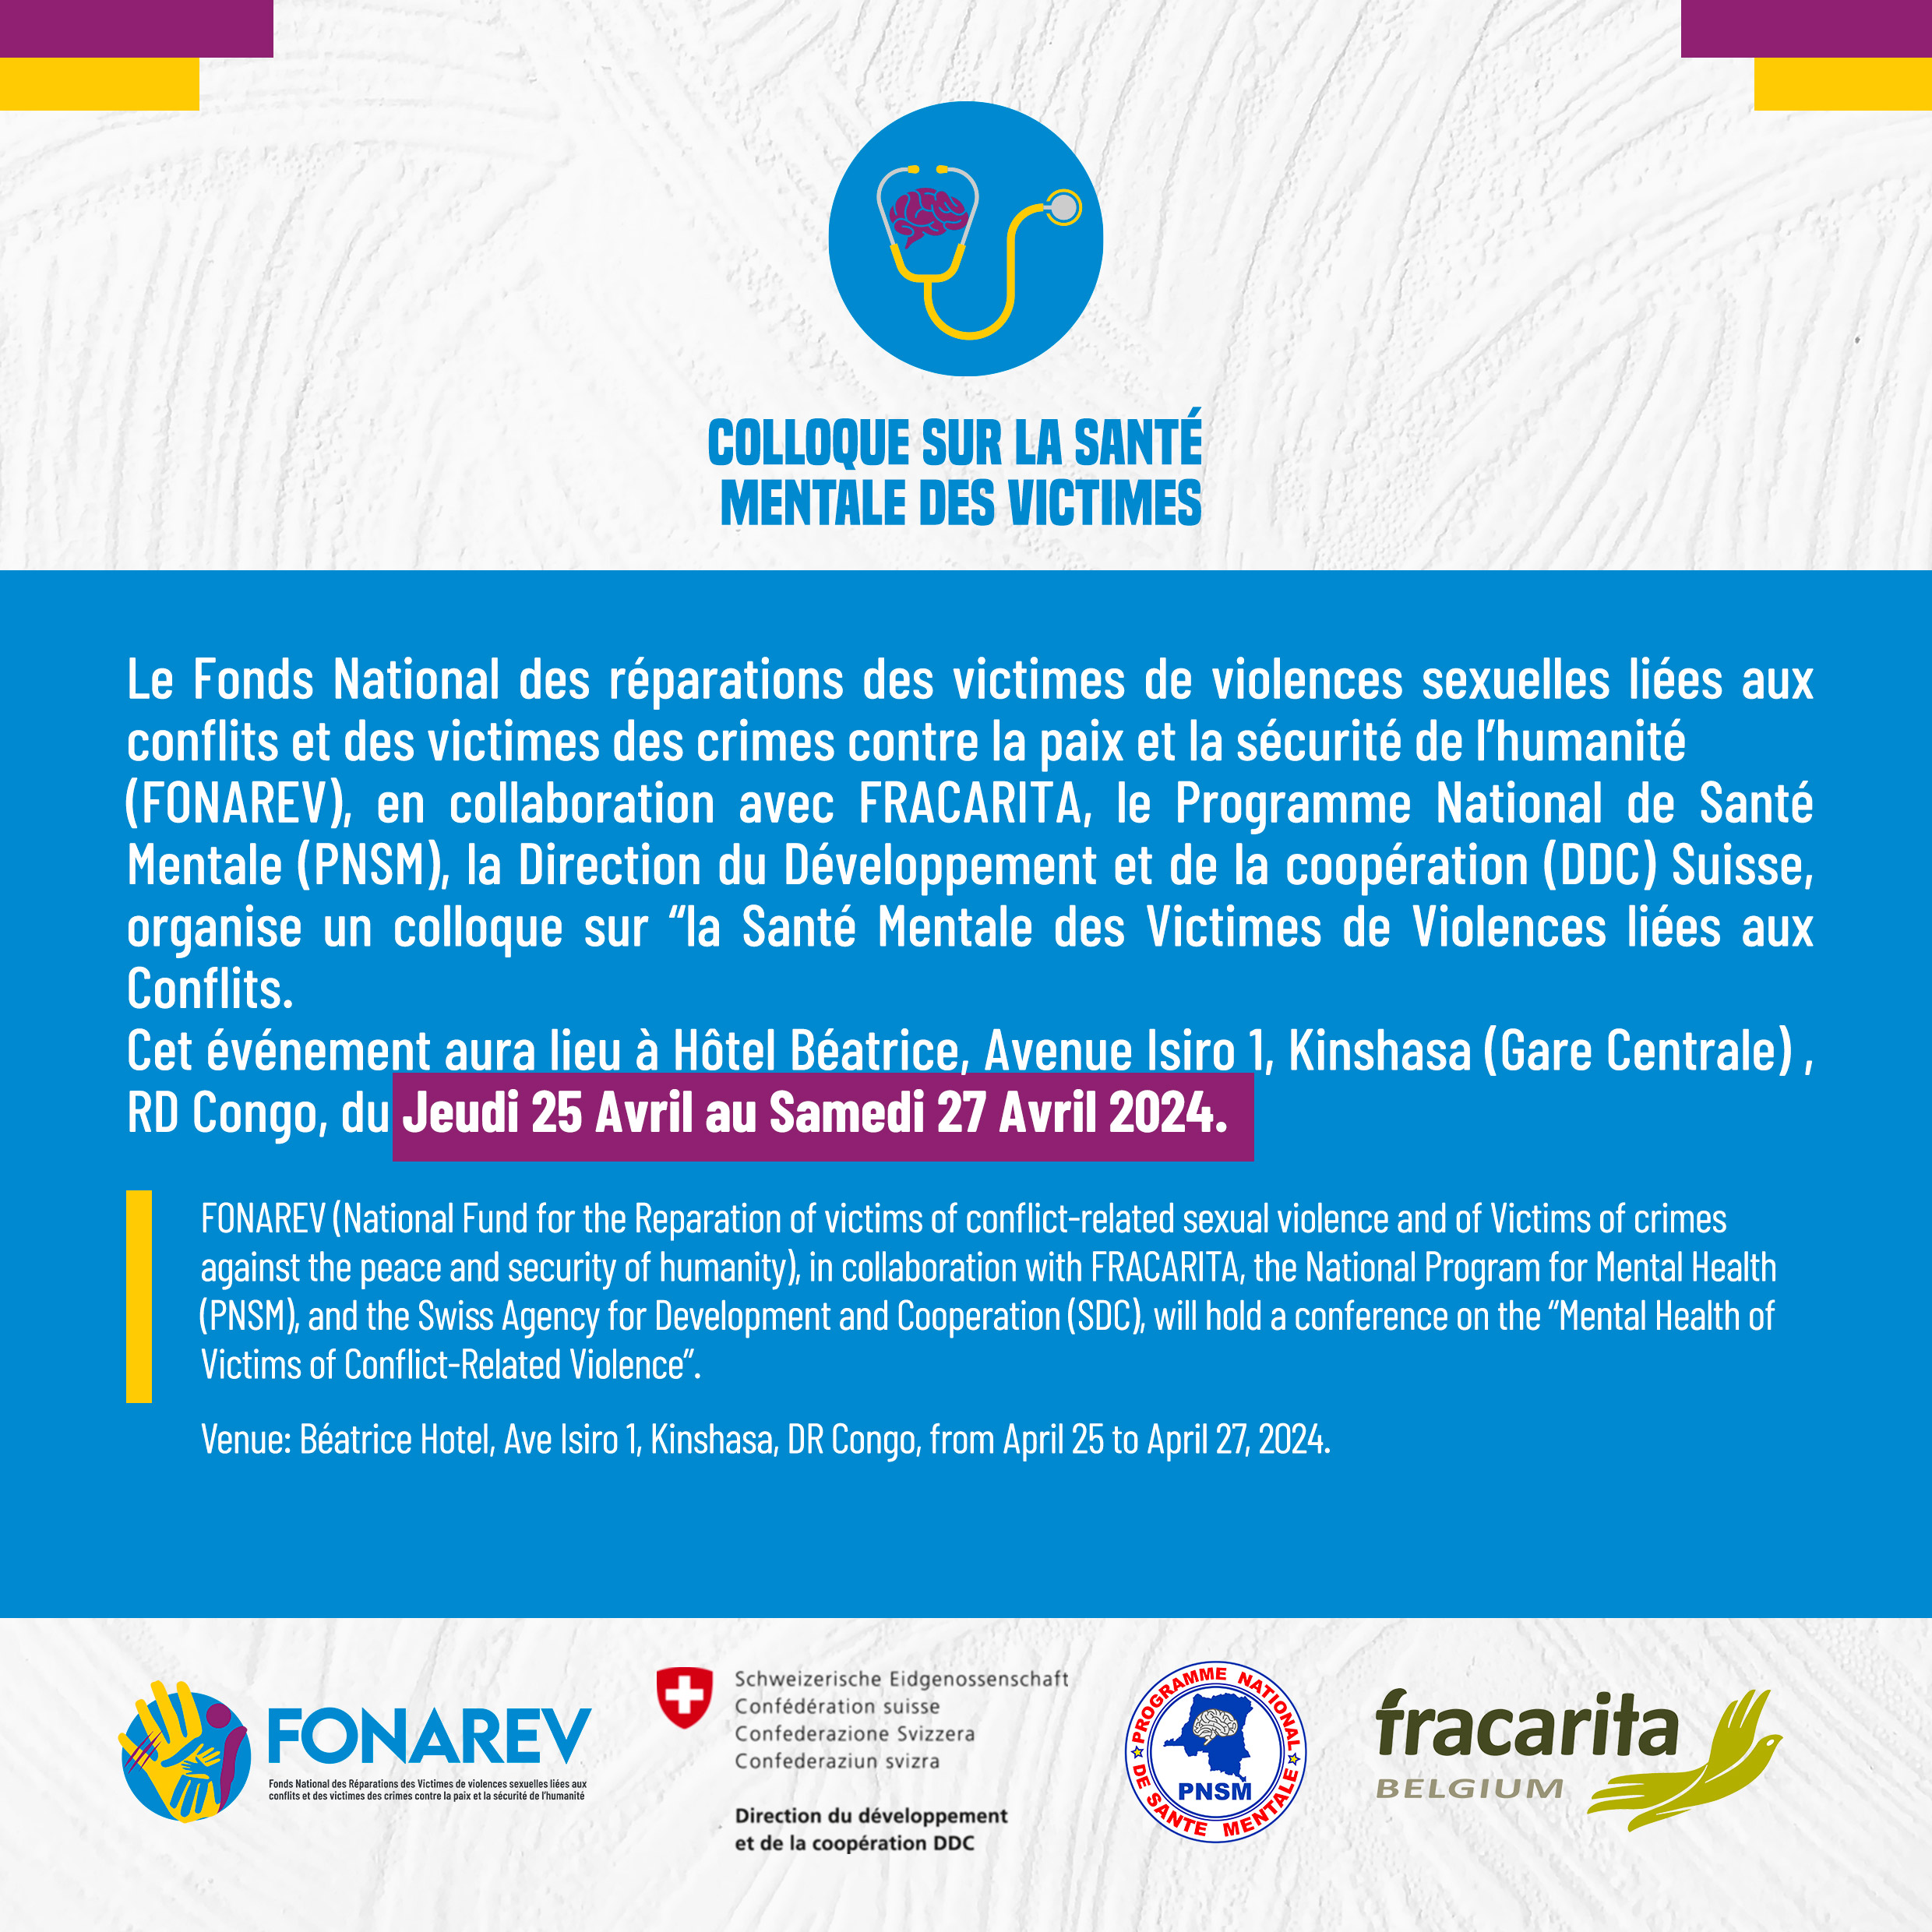 COLLOQUE SUR LA SANTÉ
MENTALE DES VICTIMES
Le Fonds National des réparations des victimes de violences sexuelles liées aux
conflits et des victimes des crimes contre la paix et la sécurité de l’humanité
(FONAREV), en collaboration avec FRACARITA, le Programme National de Santé
Mentale (PNSM), la Direction du Développement et de la coopération (DDC) Suisse,
organise un colloque sur “la Santé Mentale des Victimes de Violences liées aux
Conflits.
Cet événement aura lieu à Hôtel Béatrice, Avenue Isiro 1, Kinshasa (Gare Centrale) ,
RD Congo, du Jeudi 25 Avril au Samedi 27 Avril 2024.
FONAREV (National Fund for the Reparation of victims of conflict-related sexual violence and of Victims of crimes
against the peace and security of humanity), in collaboration with FRACARITA, the National Program for Mental Health
(PNSM), and the Swiss Agency for Development and Cooperation (SDC), will hold a conference on the “Mental Health of
Victims of Conflict-Related Violence”.
Venue: Béatrice Hotel, Ave Isiro 1, Kinshasa, DR Congo, from April 25 to April 27, 2024.
FONAREV
Fonds National des Réparations des Victimes de violences sexuelles liées aux
conflits et des victimes des crimes contre la paix et la sécurité de l’humanité
Schweizerische Eidgenossenschaft
Confédération suisse
Confederazione Svizzera
Confederaziun svizra
Direction du développement
et de la coopération DDC
PROGRAMME NATIONAL
DE SANTE MENTALE
PNSM
fracarita
BELGIUM